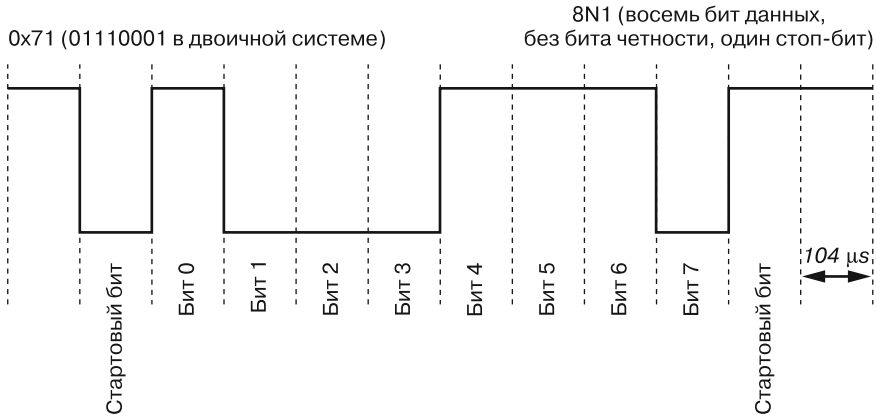 0x71 (01110001 в двоичной системе)
8N1 (восемь бит данных,
без бита четности, один стоп-бит)
104 µs
Стартовый бит
Бит 0
Бит 1
Бит 2
Бит 3
Бит 4
Бит 5
Бит 6
Бит 7
Стартовый бит